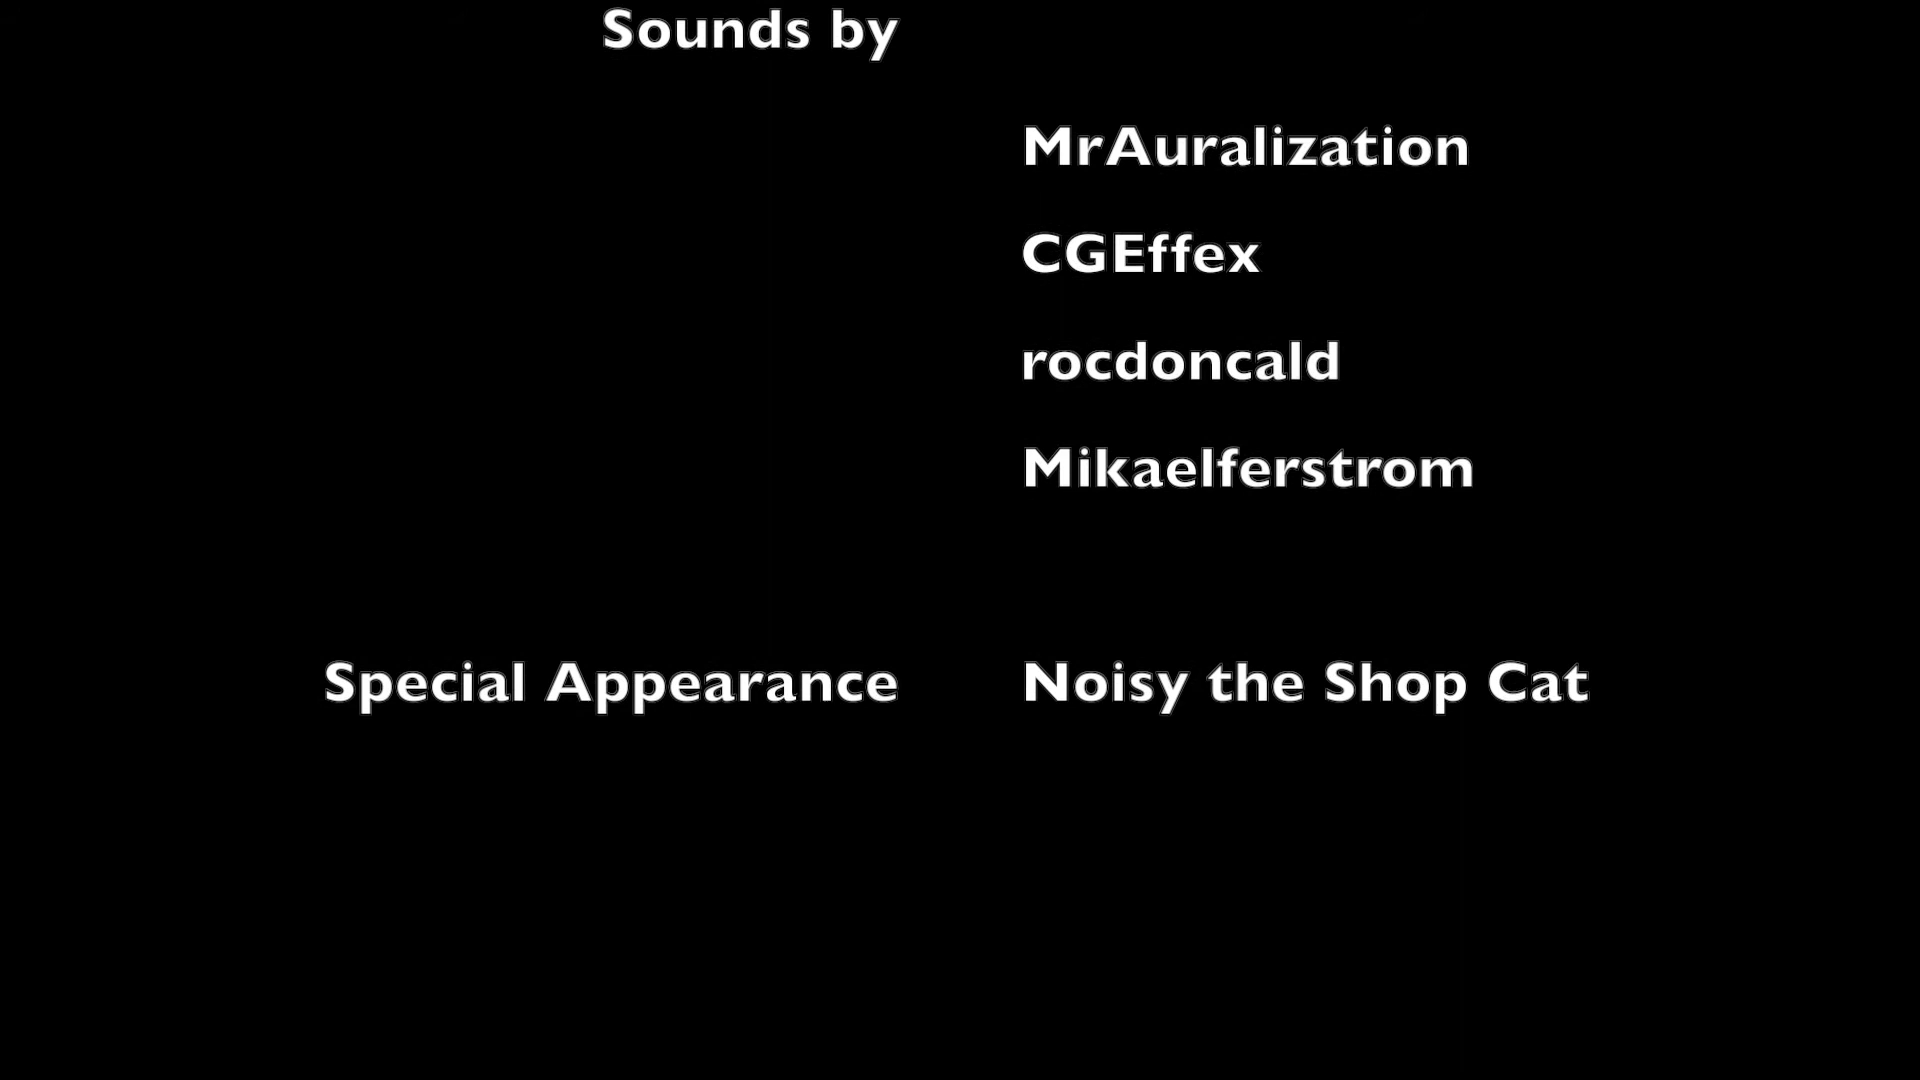 Sounds by
MrAuralization
CGEffex
rocdoncald
Mikaelferstrom
Special Appearance Noisy the Shop Cat